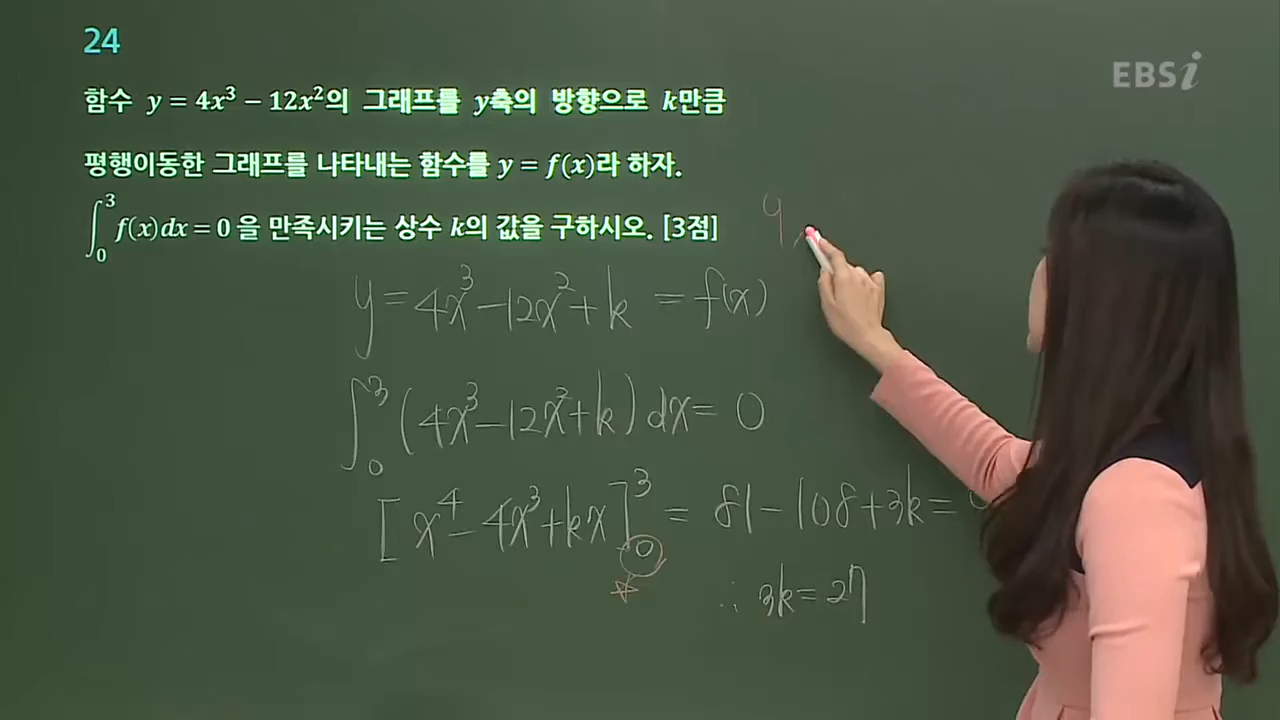 24
EBSi
함수 y = 4x³ − 12x²의 그래프를 y축의 방향으로 k만큼
평행이동한 그래프를 나타내는 함수를 y = f(x)라 하자.
∫₀³ f(x)dx = 0 을 만족시키는 상수 k의 값을 구하시오. [3점]
9
y = 4x³ − 12x² + k = f(x)
∫₀³ (4x³ − 12x² + k) dx = 0
[x⁴ − 4x³ + kx]₀³ = 81 − 108 + 3k = 0
∴ 3k = 27